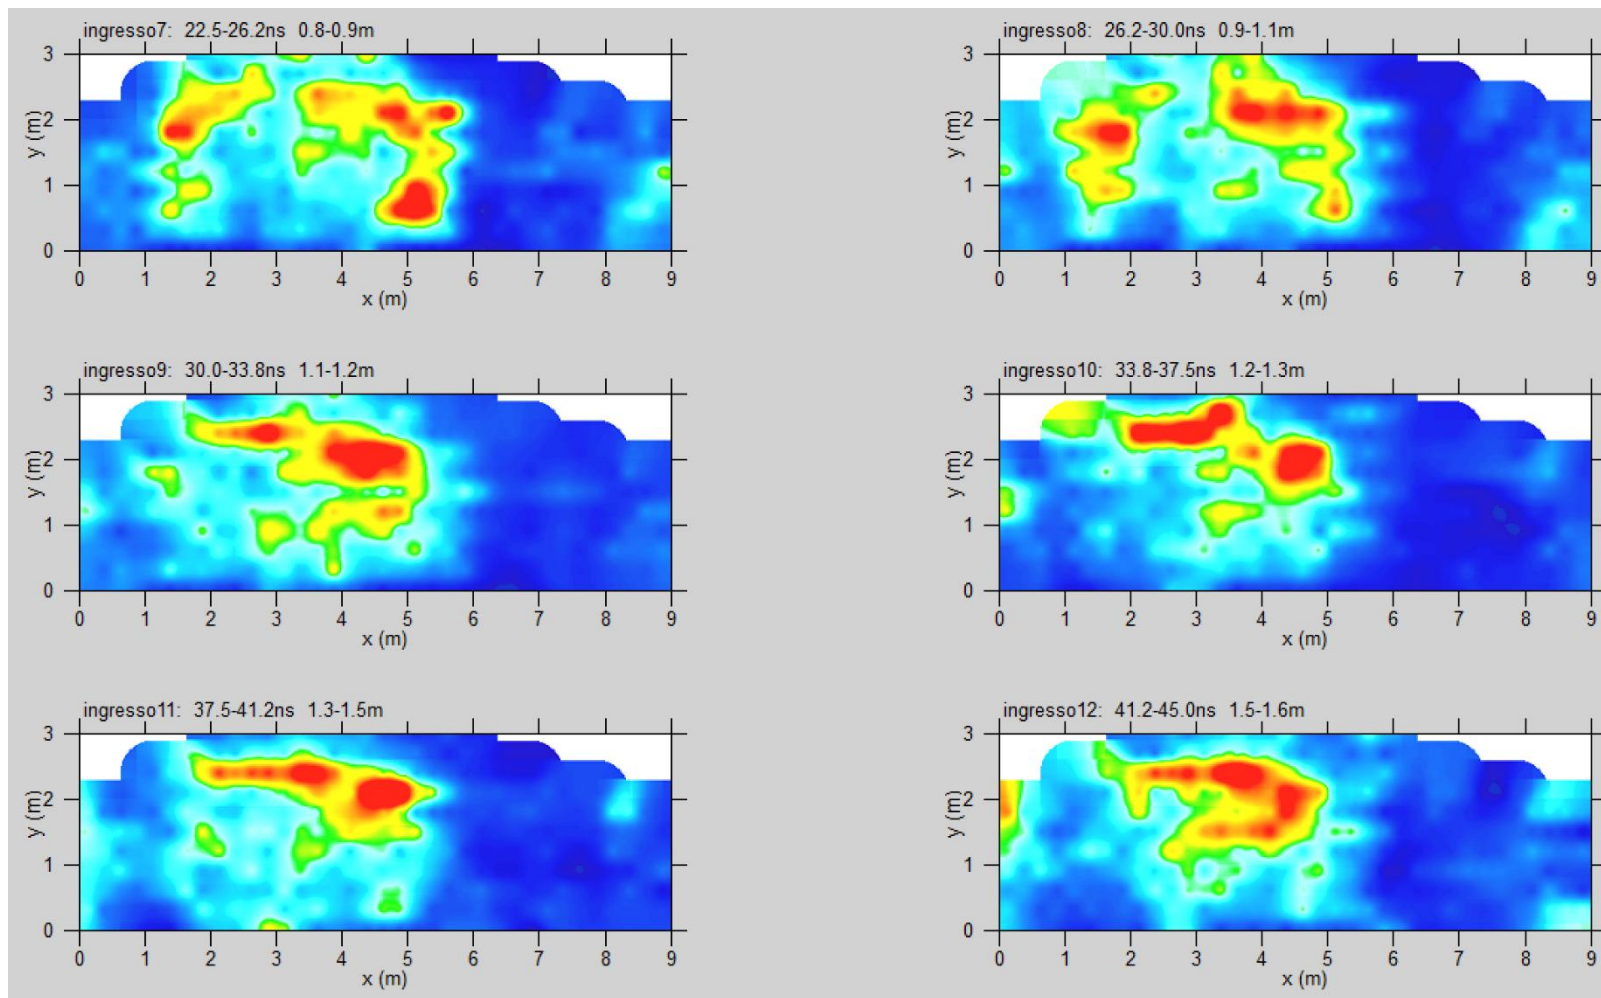 ingresso7: 22.5-26.2ns 0.8-0.9m
3
2
1
0
y (m)
0 1 2 3 4 5 6 7 8 9
x (m)
ingresso8: 26.2-30.0ns 0.9-1.1m
3
2
1
0
y (m)
0 1 2 3 4 5 6 7 8 9
x (m)
ingresso9: 30.0-33.8ns 1.1-1.2m
3
2
1
0
y (m)
0 1 2 3 4 5 6 7 8 9
x (m)
ingresso10: 33.8-37.5ns 1.2-1.3m
3
2
1
0
y (m)
0 1 2 3 4 5 6 7 8 9
x (m)
ingresso11: 37.5-41.2ns 1.3-1.5m
3
2
1
0
y (m)
0 1 2 3 4 5 6 7 8 9
x (m)
ingresso12: 41.2-45.0ns 1.5-1.6m
3
2
1
0
y (m)
0 1 2 3 4 5 6 7 8 9
x (m)